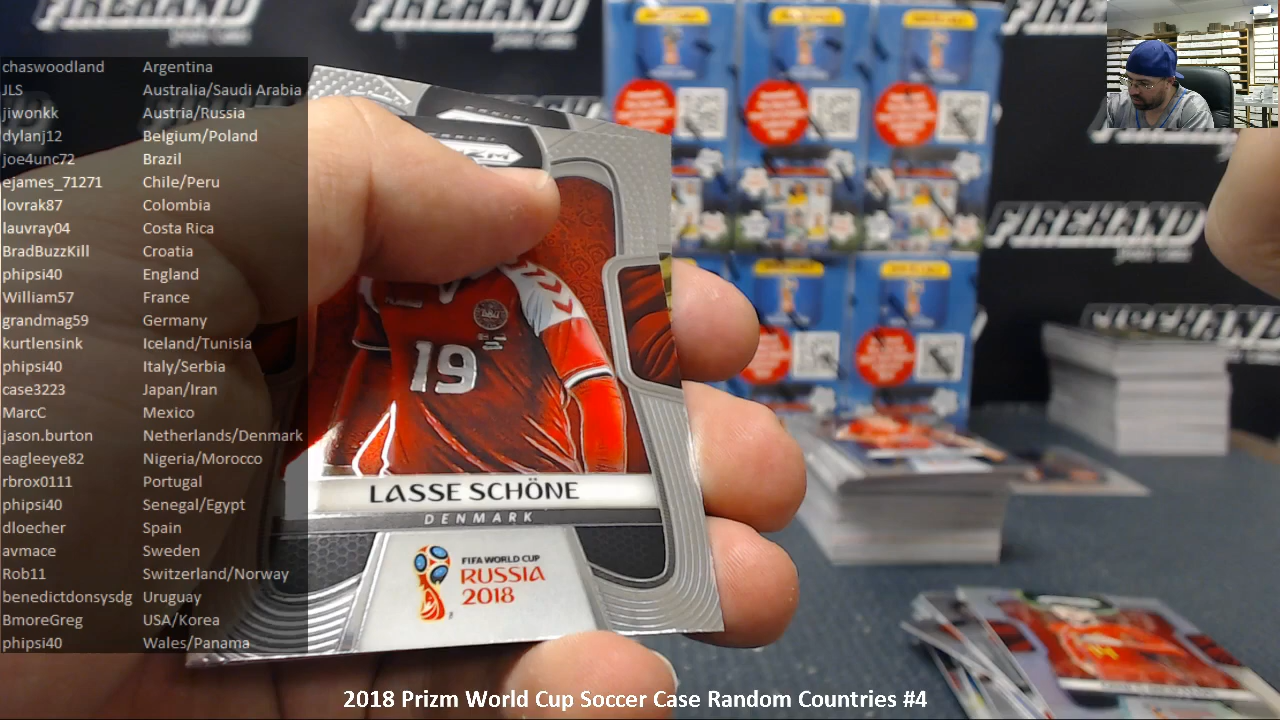 FIREHAND
FIREHAND
FIREHAND
chaswoodland Argentina
JLS Australia/Saudi Arabia
jiwonkk Austria/Russia
dylanj12 Belgium/Poland
joe4unc72 Brazil
ejames_71271 Chile/Peru
lovrak87 Colombia
lauvray04 Costa Rica
BradBuzzKill Croatia
phipsi40 England
William57 France
grandmag59 Germany
kurtlensink Iceland/Tunisia
phipsi40 Italy/Serbia
case3223 Japan/Iran
MarcC Mexico
jason.burton Netherlands/Denmark
eagleeye82 Nigeria/Morocco
rbrox0111 Portugal
phipsi40 Senegal/Egypt
dloecher Spain
avmace Sweden
Rob11 Switzerland/Norway
benedictdonsysdg Uruguay
BmoreGreg USA/Korea
phipsi40 Wales/Panama
PANINI
19
LASSE SCHÖNE
DENMARK
FIFA WORLD CUP
RUSSIA
2018
2018 Prizm World Cup Soccer Case Random Countries #4